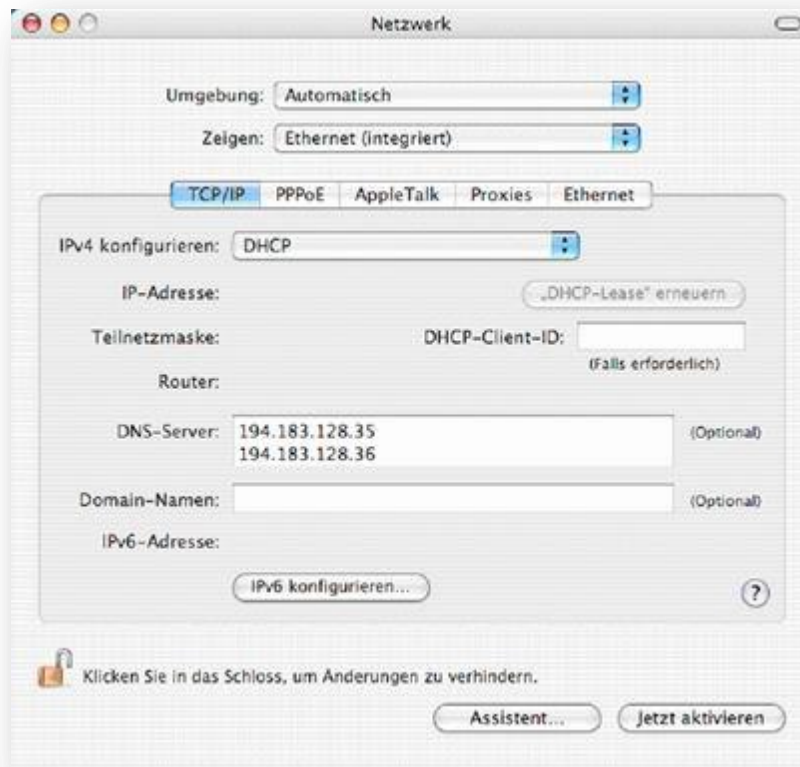 Netzwerk
Umgebung: Automatisch
Zeigen: Ethernet (integriert)
TCP/IP PPPoE AppleTalk Proxies Ethernet
IPv4 konfigurieren: DHCP
IP-Adresse: „DHCP-Lease“ erneuern
Teilnetzmaske: DHCP-Client-ID:
(Falls erforderlich)
Router:
DNS-Server: 194.183.128.35 (Optional)
194.183.128.36
Domain-Namen: (Optional)
IPv6-Adresse:
IPv6 konfigurieren... ?
Klicken Sie in das Schloss, um Änderungen zu verhindern.
Assistent... Jetzt aktivieren